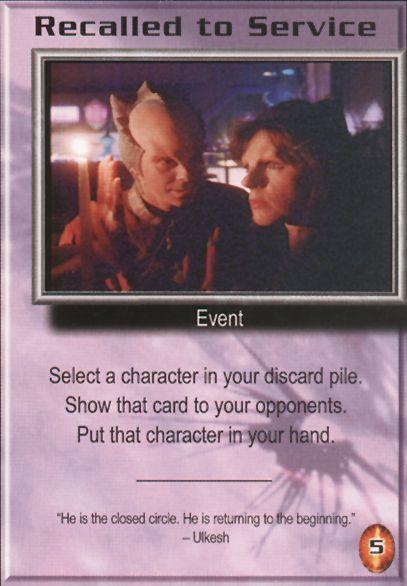 Recalled to Service
Event
Select a character in your discard pile.
Show that card to your opponents.
Put that character in your hand.
“He is the closed circle. He is returning to the beginning.”
– Ulkesh
5